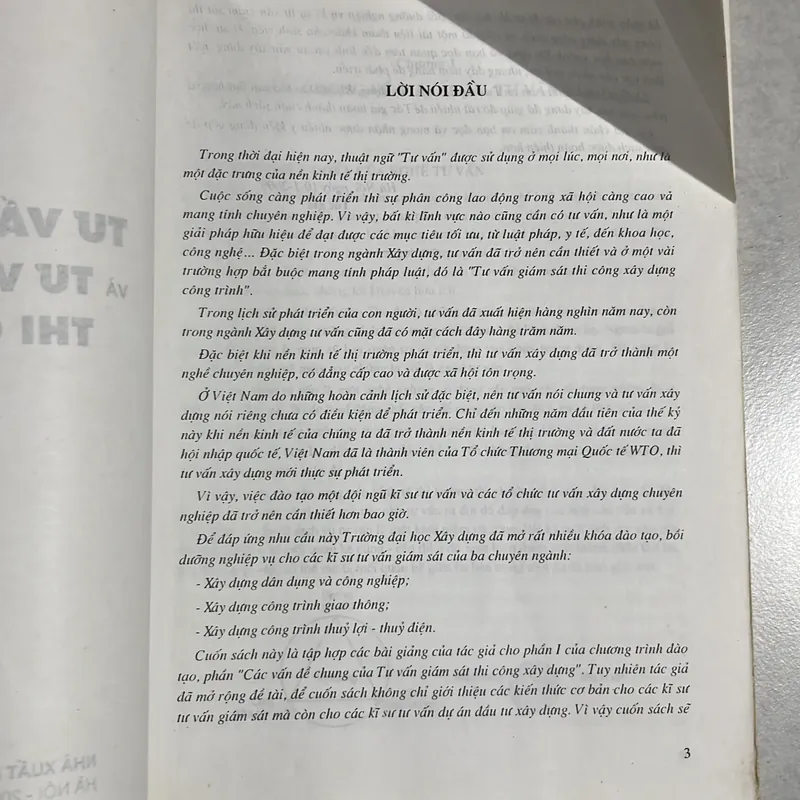 LỜI NÓI ĐẦU
Trong thời đại hiện nay, thuật ngữ "Tư vấn" được sử dụng ở mọi lúc, mọi nơi, như là
một đặc trưng của nền kinh tế thị trường.
Cuộc sống càng phát triển thì sự phân công lao động trong xã hội càng cao và
mang tính chuyên nghiệp. Vì vậy, bất kì lĩnh vực nào cũng cần có tư vấn, như là một
giải pháp hữu hiệu để đạt được các mục tiêu tối ưu, từ luật pháp, y tế, đến khoa học,
công nghệ... Đặc biệt trong ngành Xây dựng, tư vấn đã trở nên cần thiết và ở một vài
trường hợp bắt buộc mang tính pháp luật, đó là "Tư vấn giám sát thi công xây dựng
công trình".
Trong lịch sử phát triển của con người, tư vấn đã xuất hiện hàng nghìn năm nay, còn
trong ngành Xây dựng tư vấn cũng đã có mặt cách đây hàng trăm năm.
Đặc biệt khi nền kinh tế thị trường phát triển, thì tư vấn xây dựng đã trở thành một
nghề chuyên nghiệp, có đẳng cấp cao và được xã hội tôn trọng.
Ở Việt Nam do những hoàn cảnh lịch sử đặc biệt, nên tư vấn nói chung và tư vấn xây
dựng nói riêng chưa có điều kiện để phát triển. Chỉ đến những năm đầu tiên của thế kỷ
này khi nền kinh tế của chúng ta đã trở thành nền kinh tế thị trường và đất nước ta đã
hội nhập quốc tế, Việt Nam đã là thành viên của Tổ chức Thương mại Quốc tế WTO, thì
tư vấn xây dựng mới thực sự phát triển.
Vì vậy, việc đào tạo một đội ngũ kĩ sư tư vấn và các tổ chức tư vấn xây dựng chuyên
nghiệp đã trở nên cần thiết hơn bao giờ.
Để đáp ứng nhu cầu này Trường đại học Xây dựng đã mở rất nhiều khóa đào tạo, bồi
dưỡng nghiệp vụ cho các kĩ sư tư vấn giám sát của ba chuyên ngành:
- Xây dựng dân dụng và công nghiệp;
- Xây dựng công trình giao thông;
- Xây dựng công trình thuỷ lợi - thuỷ điện.
Cuốn sách này là tập hợp các bài giảng của tác giả cho phần I của chương trình đào
tạo, phần "Các vấn đề chung của Tư vấn giám sát thi công xây dựng". Tuy nhiên tác giả
đã mở rộng đề tài, để cuốn sách không chỉ giới thiệu các kiến thức cơ bản cho các kĩ sư
tư vấn giám sát mà còn cho các kĩ sư tư vấn dự án đầu tư xây dựng. Vì vậy cuốn sách sẽ
3